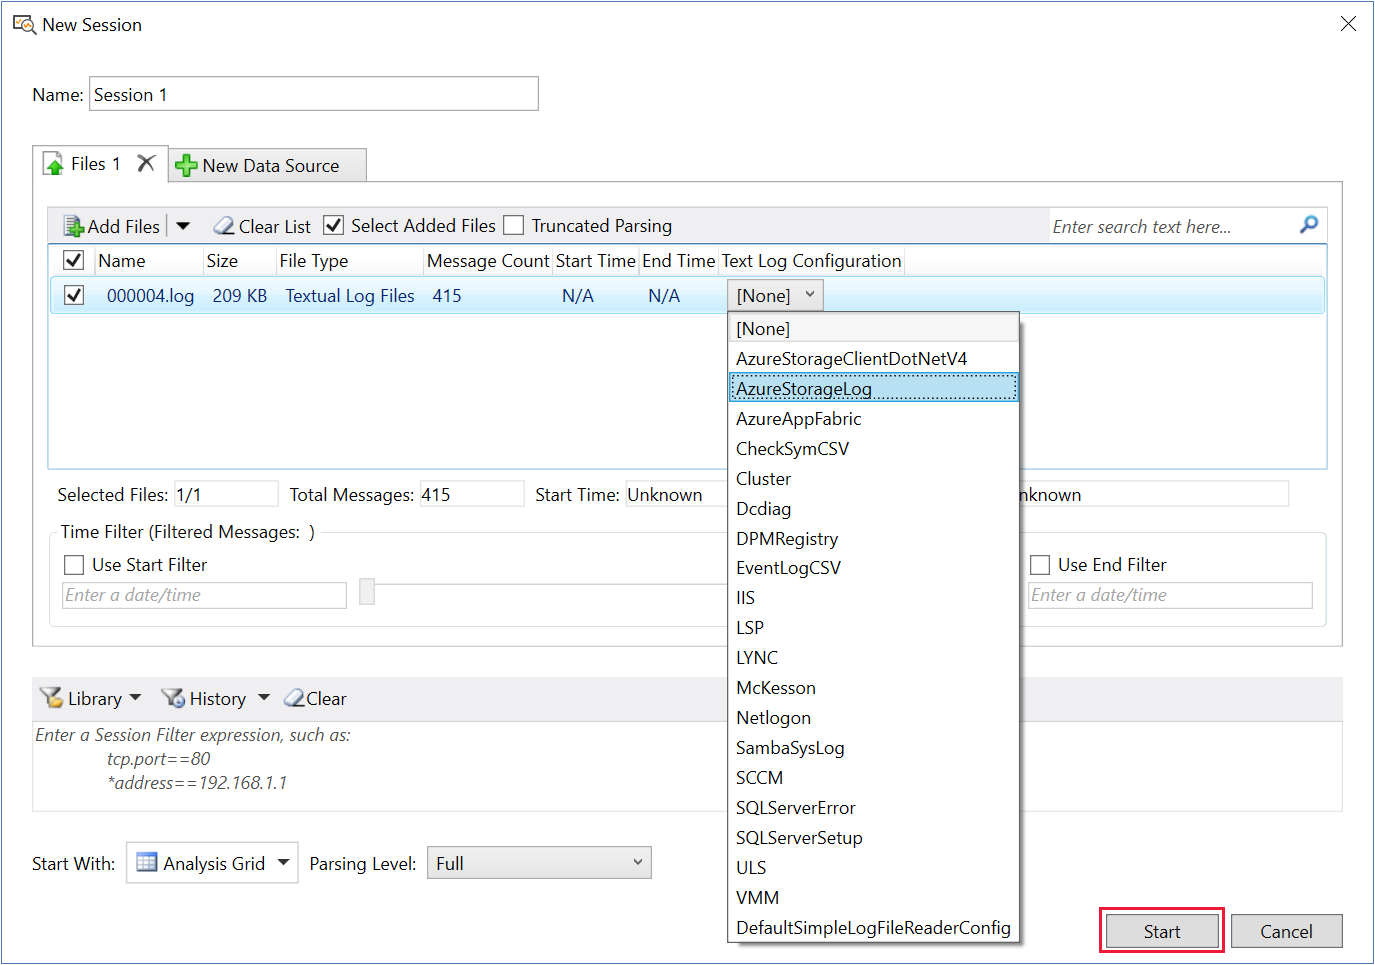 New Session
Name: Session 1
Files 1 New Data Source
Add Files Clear List Select Added Files Truncated Parsing Enter search text here...
Name Size File Type Message Count Start Time End Time Text Log Configuration
000004.log 209 KB Textual Log Files 415 N/A N/A [None]
[None]
AzureStorageClientDotNetV4
AzureStorageLog
AzureAppFabric
CheckSymCSV
Cluster
Dcdiag
DPMRegistry
EventLogCSV
IIS
LSP
LYNC
McKesson
Netlogon
SambaSysLog
SCCM
SQLServerError
SQLServerSetup
ULS
VMM
DefaultSimpleLogFileReaderConfig
Selected Files: 1/1 Total Messages: 415 Start Time: Unknown nknown
Time Filter (Filtered Messages: )
Use Start Filter Use End Filter
Enter a date/time Enter a date/time
Library History Clear
Enter a Session Filter expression, such as:
tcp.port==80
*address==192.168.1.1
Start With: Analysis Grid Parsing Level: Full
Start Cancel